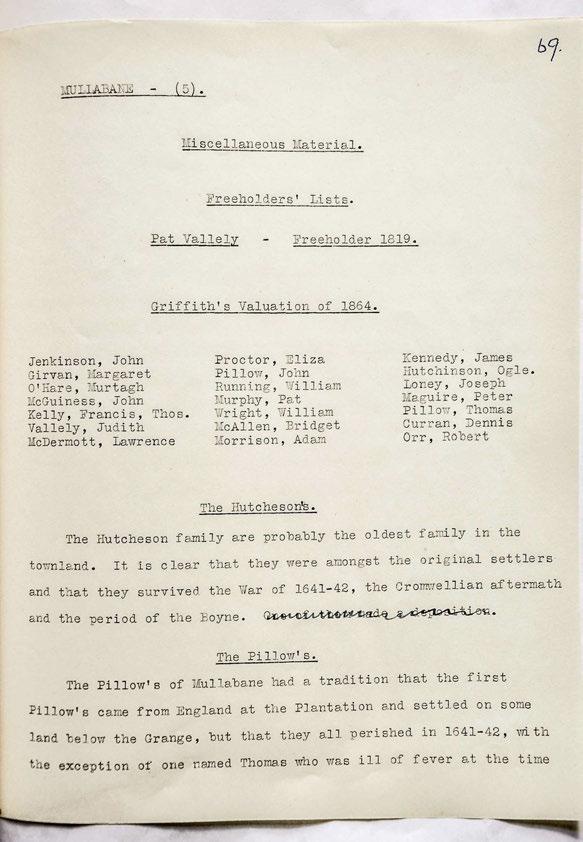 69.
MULLABANE - (5).
Miscellaneous Material.
Freeholders' Lists.
Pat Vallely - Freeholder 1819.
Griffith's Valuation of 1864.
Jenkinson, John Proctor, Eliza Kennedy, James
Girvan, Margaret Pillow, John Hutchinson, Ogle.
O'Hare, Murtagh Running, William Loney, Joseph
McGuiness, John Murphy, Pat Maguire, Peter
Kelly, Francis, Thos. Wright, William Pillow, Thomas
Vallely, Judith McAllen, Bridget Curran, Dennis
McDermott, Lawrence Morrison, Adam Orr, Robert
The Hutcheson's.
The Hutcheson family are probably the oldest family in the
townland. It is clear that they were amongst the original settlers
and that they survived the War of 1641-42, the Cromwellian aftermath
and the period of the Boyne. One of them made a deposition.
The Pillow's.
The Pillow's of Mullabane had a tradition that the first
Pillow's came from England at the Plantation and settled on some
land below the Grange, but that they all perished in 1641-42, with
the exception of one named Thomas who was ill of fever at the time